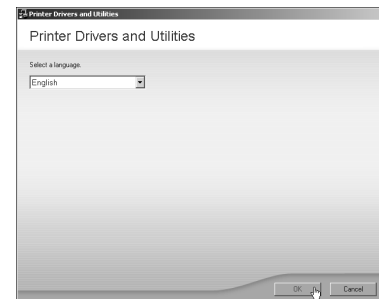 Printer Drivers and Utilities
Printer Drivers and Utilities
Select a language.
English
OK
Cancel